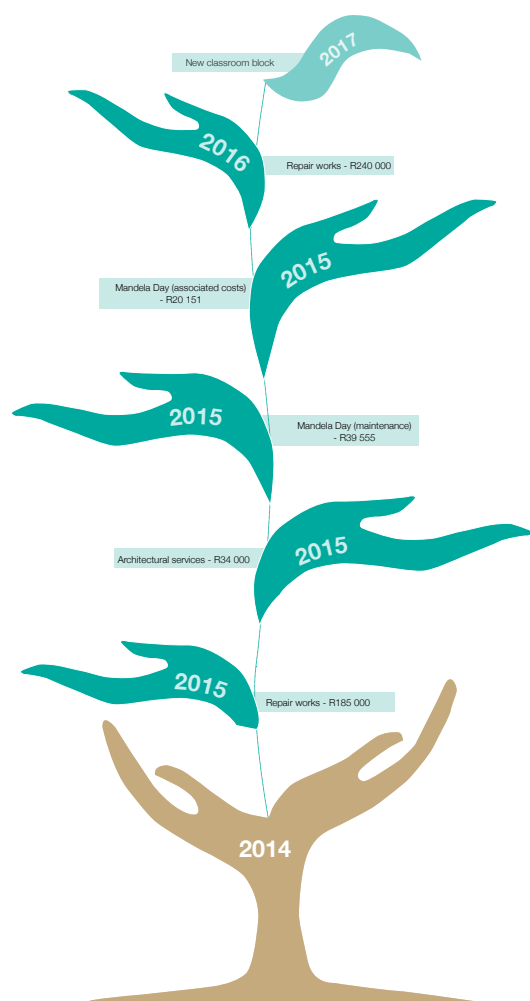 2017
New classroom block
2016
Repair works - R240 000
2015
Mandela Day (associated costs)
- R20 151
2015
Mandela Day (maintenance)
- R39 555
2015
Architectural services - R34 000
2015
Repair works - R185 000
2014